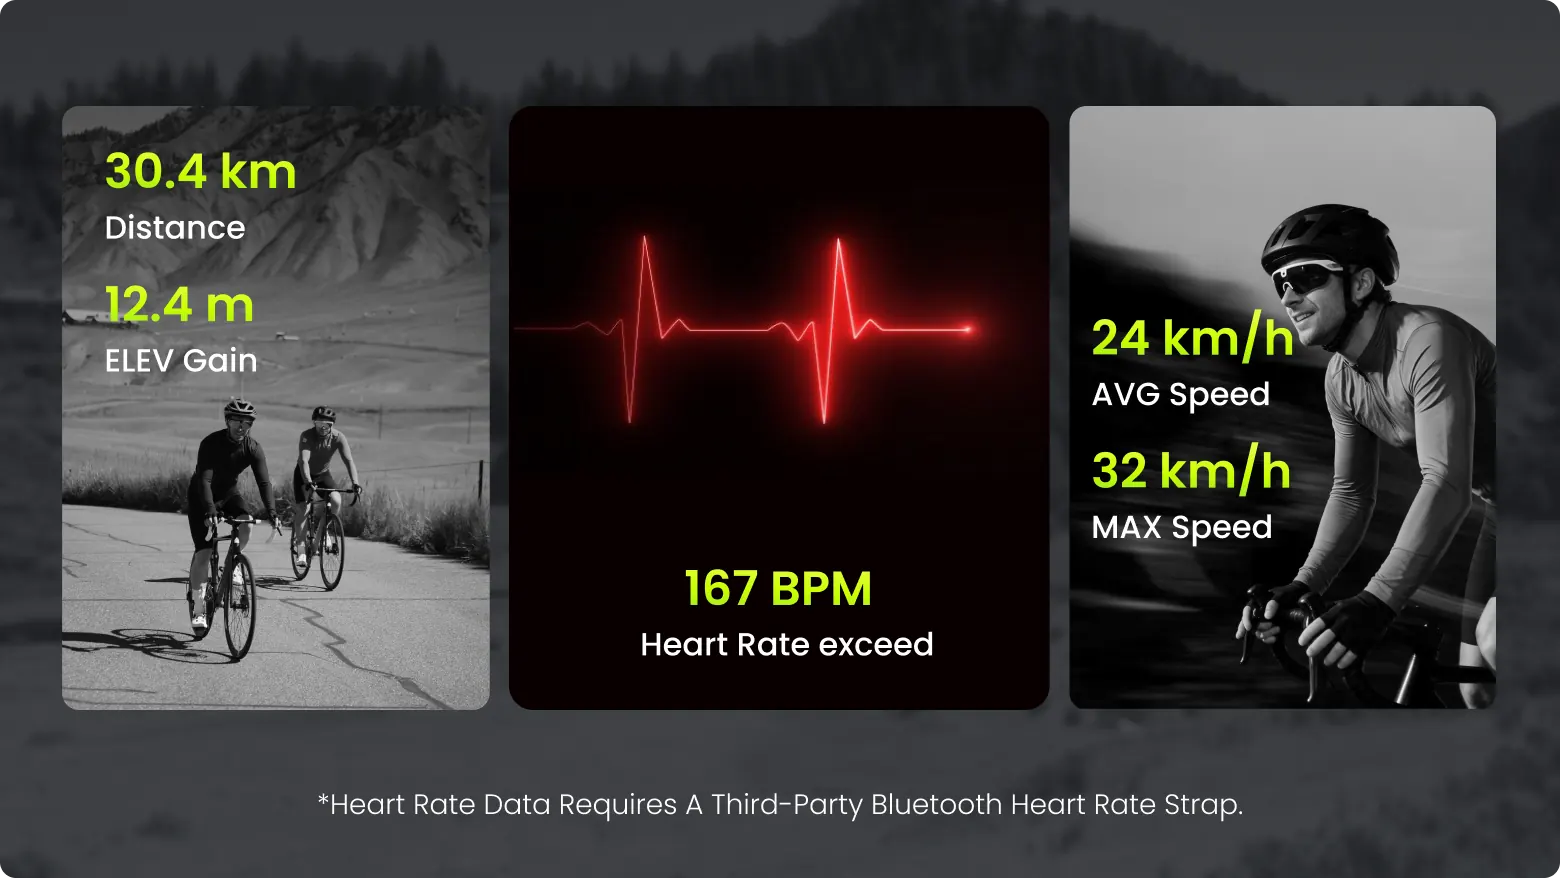 30.4 km
Distance
12.4 m
ELEV Gain
167 BPM
Heart Rate exceed
24 km/h
AVG Speed
32 km/h
MAX Speed
*Heart Rate Data Requires A Third-Party Bluetooth Heart Rate Strap.